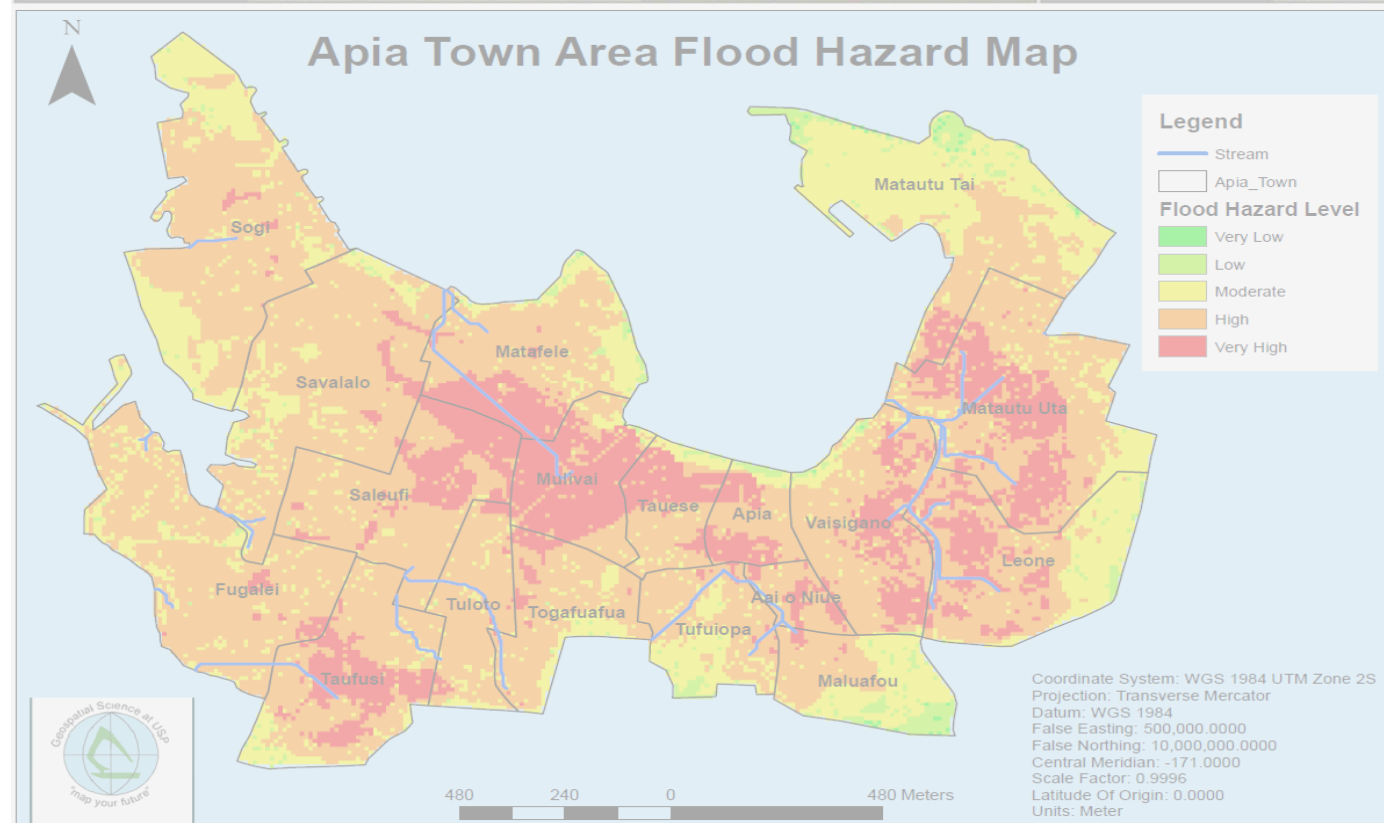 N
Apia Town Area Flood Hazard Map
Legend
Stream
Apia_Town
Flood Hazard Level
Very Low
Low
Moderate
High
Very High
Matautu Tai
Sogi
Matafele
Savalalo
Matautu Uta
Mulivai
Saleufi
Tauese
Apia
Vaisigano
Leone
Fugalei
Tuloto
Togafuafua
Aai o Niue
Tufuiopa
Taufusi
Maluafou
Coordinate System: WGS 1984 UTM Zone 2S
Projection: Transverse Mercator
Datum: WGS 1984
False Easting: 500,000.0000
False Northing: 10,000,000.0000
Central Meridian: -171.0000
Scale Factor: 0.9996
Latitude Of Origin: 0.0000
Units: Meter
Geospatial Science at USP
"map your future"
480 240 0 480 Meters